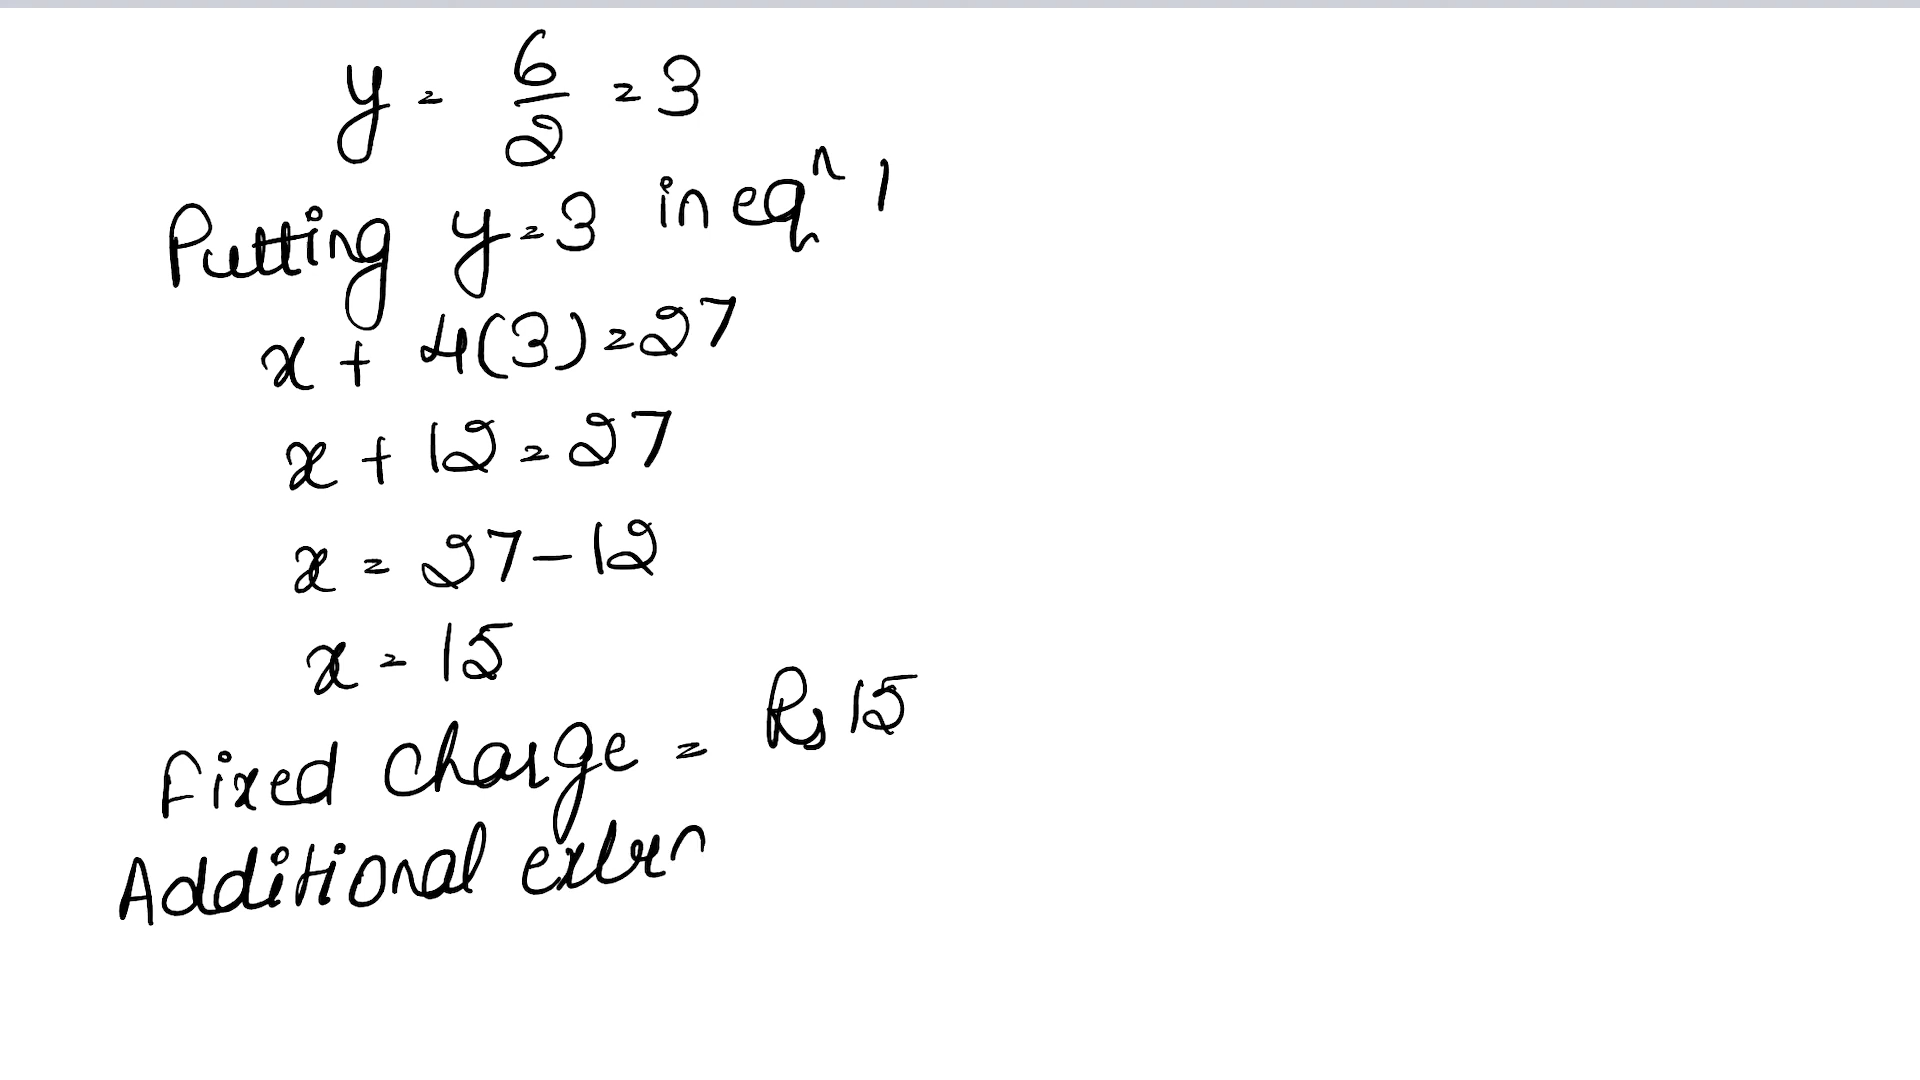 y = 6/2 = 3
Putting y = 3 in eqⁿ 1
x + 4(3) = 27
x + 12 = 27
x = 27 - 12
x = 15
Fixed charge = Rs 15
Additional